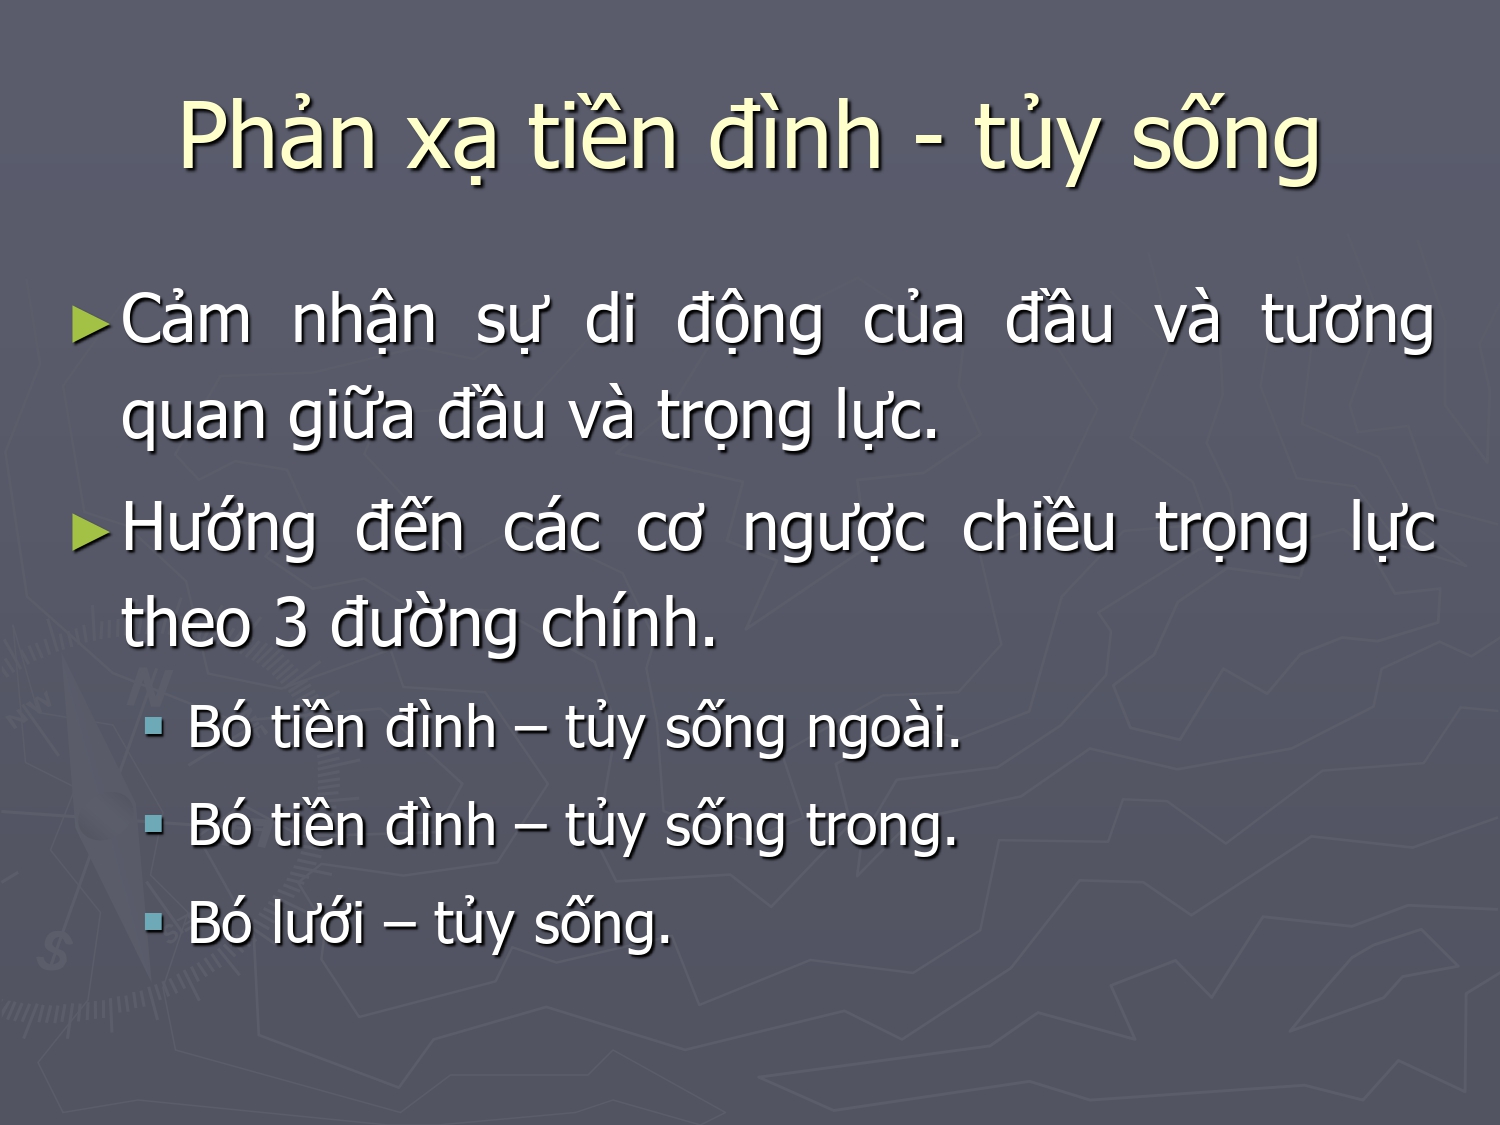 Phản xạ tiền đình - tủy sống
► Cảm nhận sự di động của đầu và tương
quan giữa đầu và trọng lực.
► Hướng đến các cơ ngược chiều trọng lực
theo 3 đường chính.
▪ Bó tiền đình – tủy sống ngoài.
▪ Bó tiền đình – tủy sống trong.
▪ Bó lưới – tủy sống.
N
NW
S